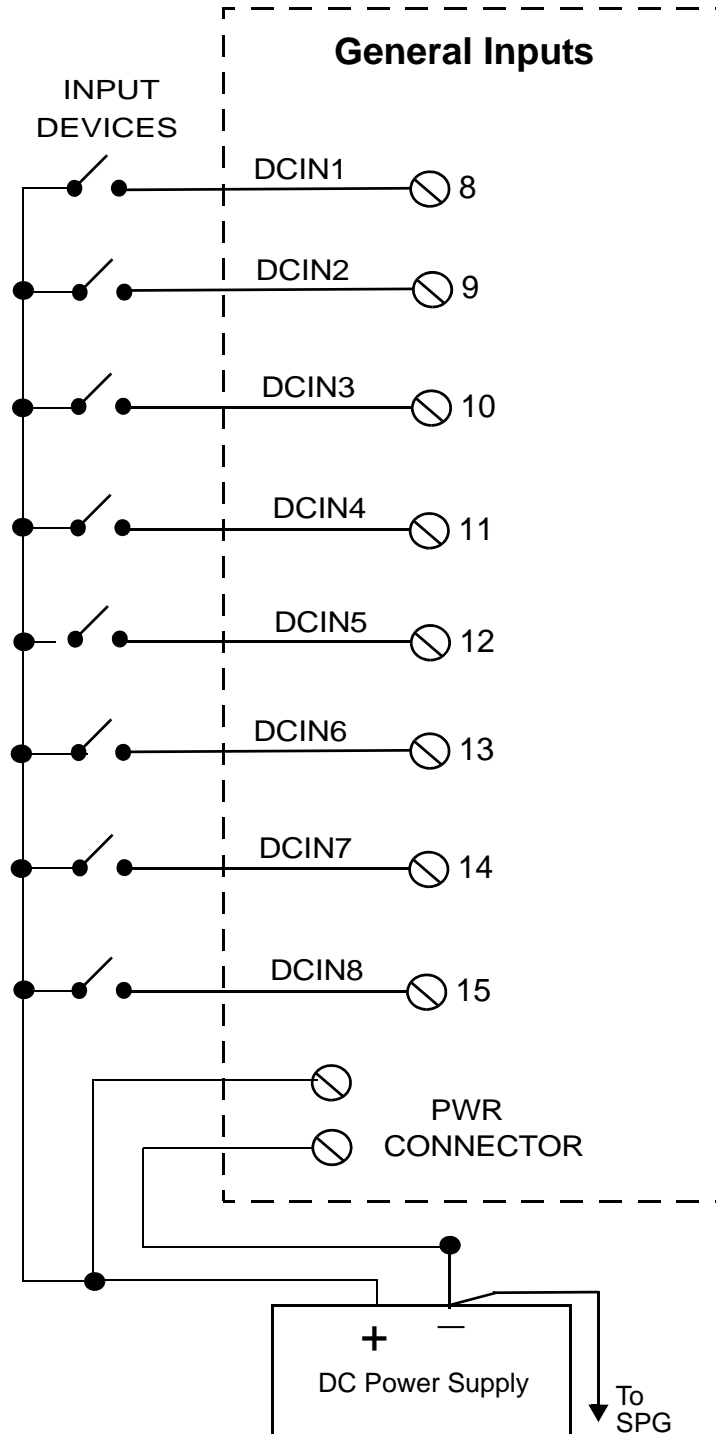 General Inputs
INPUT
DEVICES
DCIN1
8
DCIN2
9
DCIN3
10
DCIN4
11
DCIN5
12
DCIN6
13
DCIN7
14
DCIN8
15
PWR
CONNECTOR
+ —
DC Power Supply
To
SPG